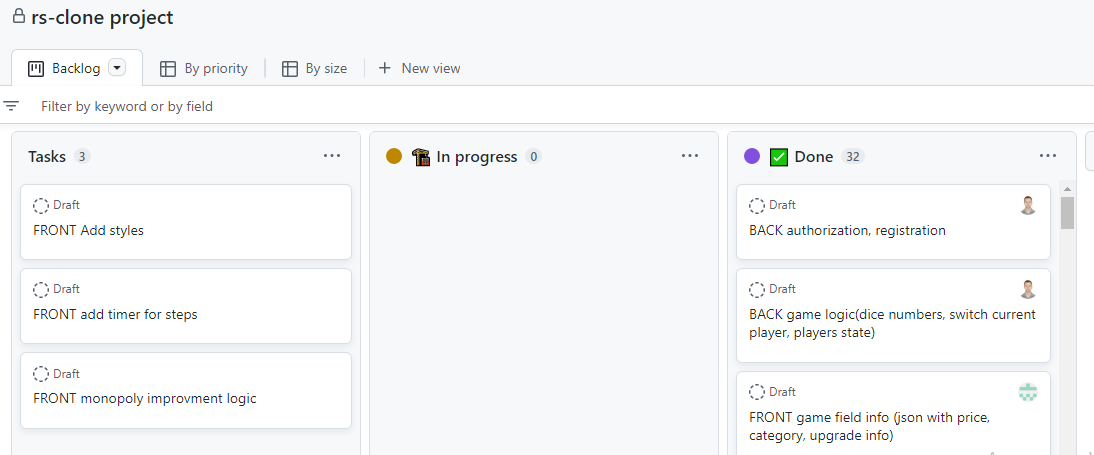 rs-clone project
Backlog
By priority
By size
New view
Filter by keyword or by field
Tasks 3
Draft
FRONT Add styles
Draft
FRONT add timer for steps
Draft
FRONT monopoly improvment logic
In progress 0
Done 32
Draft
BACK authorization, registration
Draft
BACK game logic(dice numbers, switch current
player, players state)
Draft
FRONT game field info (json with price,
category, upgrade info)